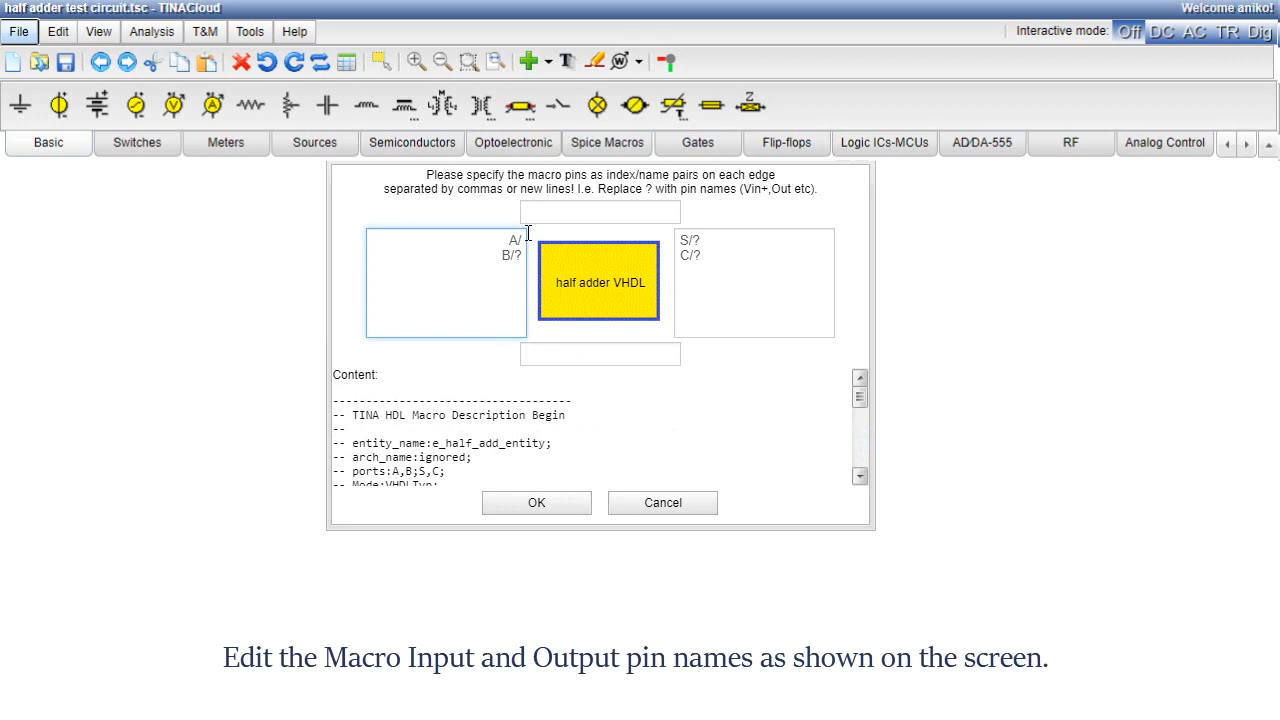 half adder test circuit.tsc - TINACloud
Welcome aniko!
File Edit View Analysis T&M Tools Help
Interactive mode: Off DC AC TR Dig
Basic Switches Meters Sources Semiconductors Optoelectronic Spice Macros Gates Flip-flops Logic ICs-MCUs AD/DA-555 RF Analog Control
Please specify the macro pins as index/name pairs on each edge
separated by commas or new lines! I.e. Replace ? with pin names (Vin+,Out etc).
A/
B/?
half adder VHDL
S/?
C/?
Content:
------------------------------------
-- TINA HDL Macro Description Begin
--
-- entity_name:e_half_add_entity;
-- arch_name:ignored;
-- ports:A,B;S,C;
-- Mode:VHDLTyp;
OK Cancel
Edit the Macro Input and Output pin names as shown on the screen.